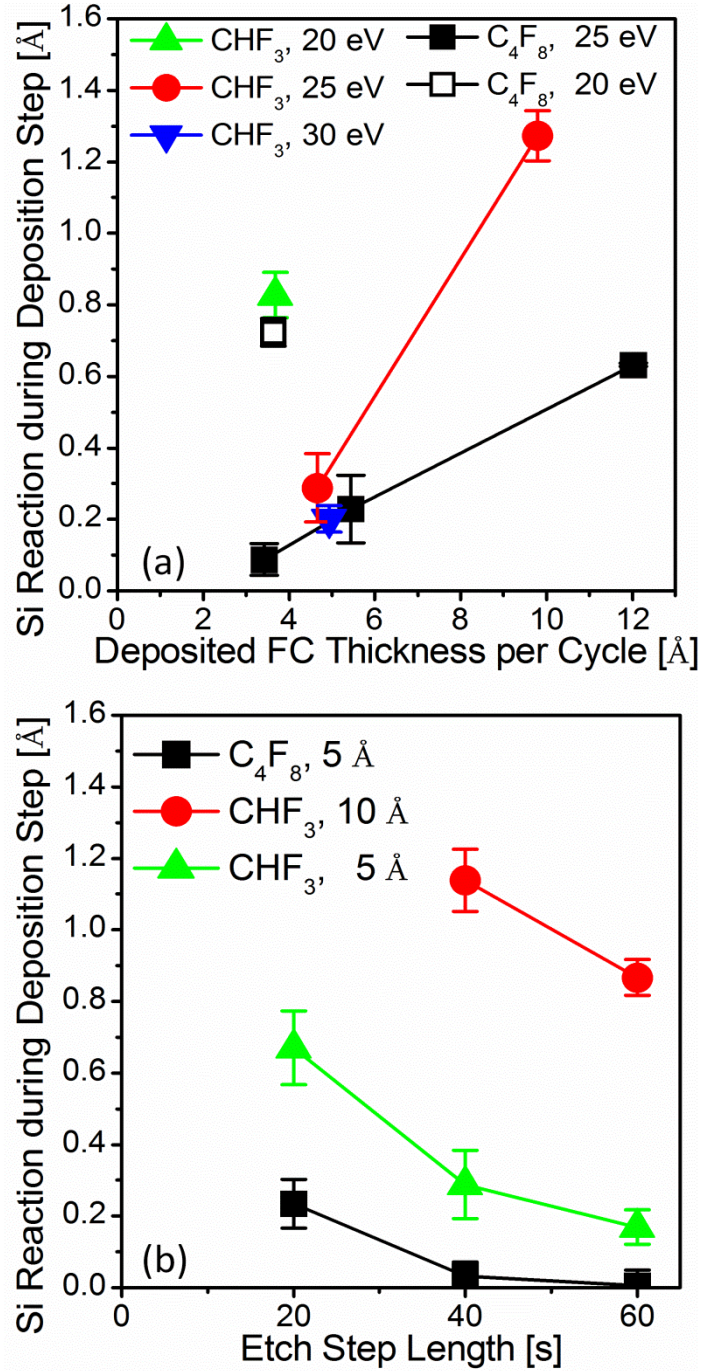 CHF3, 20 eV
C4F8, 25 eV
CHF3, 25 eV
C4F8, 20 eV
CHF3, 30 eV
Si Reaction during Deposition Step [Å]
1.6
1.4
1.2
1.0
0.8
0.6
0.4
0.2
0.0
(a)
0 2 4 6 8 10 12
Deposited FC Thickness per Cycle [Å]
C4F8, 5 Å
CHF3, 10 Å
CHF3, 5 Å
Si Reaction during Deposition Step [Å]
1.6
1.4
1.2
1.0
0.8
0.6
0.4
0.2
0.0
(b)
0 20 40 60
Etch Step Length [s]